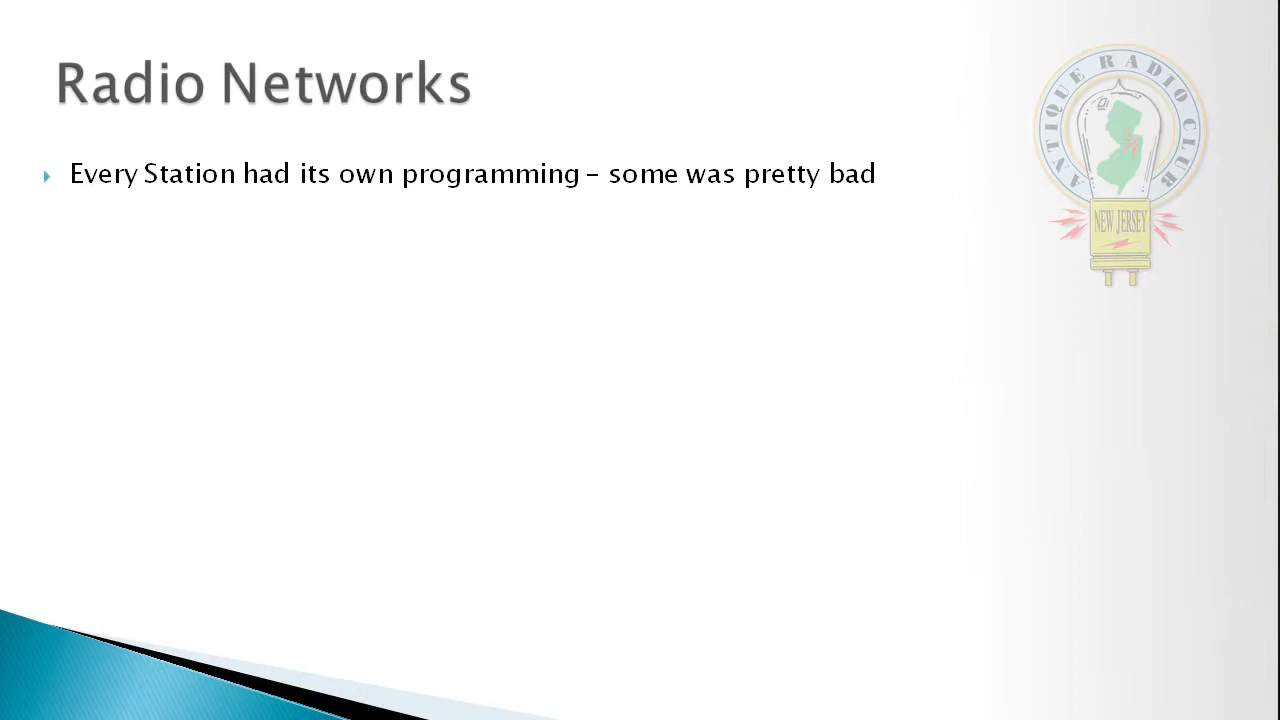 Radio Networks
Every Station had its own programming – some was pretty bad
ANTIQUE RADIO CLUB
NEW JERSEY